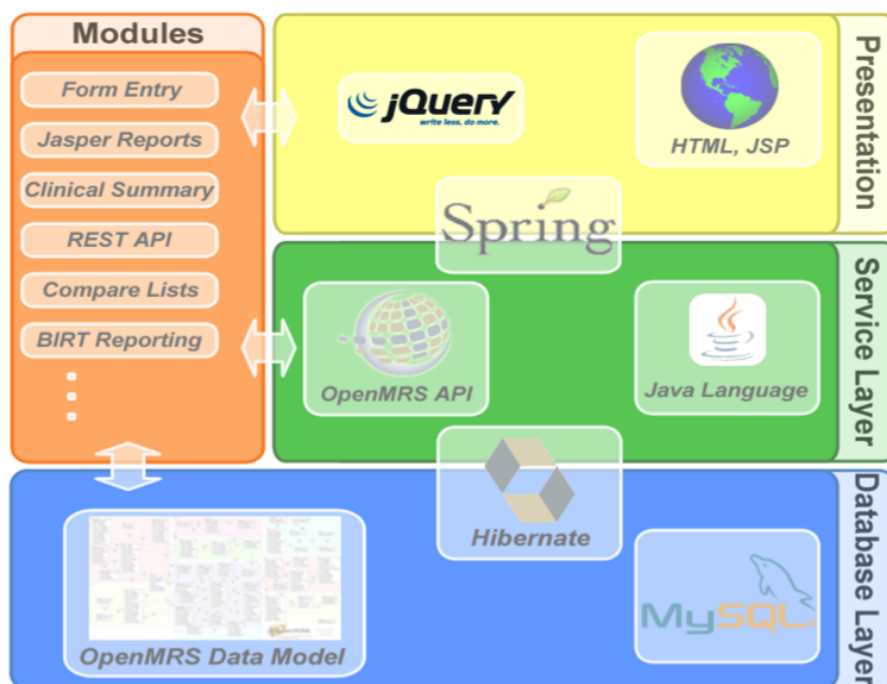 Modules
Form Entry
Jasper Reports
Clinical Summary
REST API
Compare Lists
BIRT Reporting
jQuery
write less, do more.
HTML, JSP
Presentation
Spring
OpenMRS API
Java Language
Service Layer
Hibernate
OpenMRS Data Model
MySQL
Database Layer